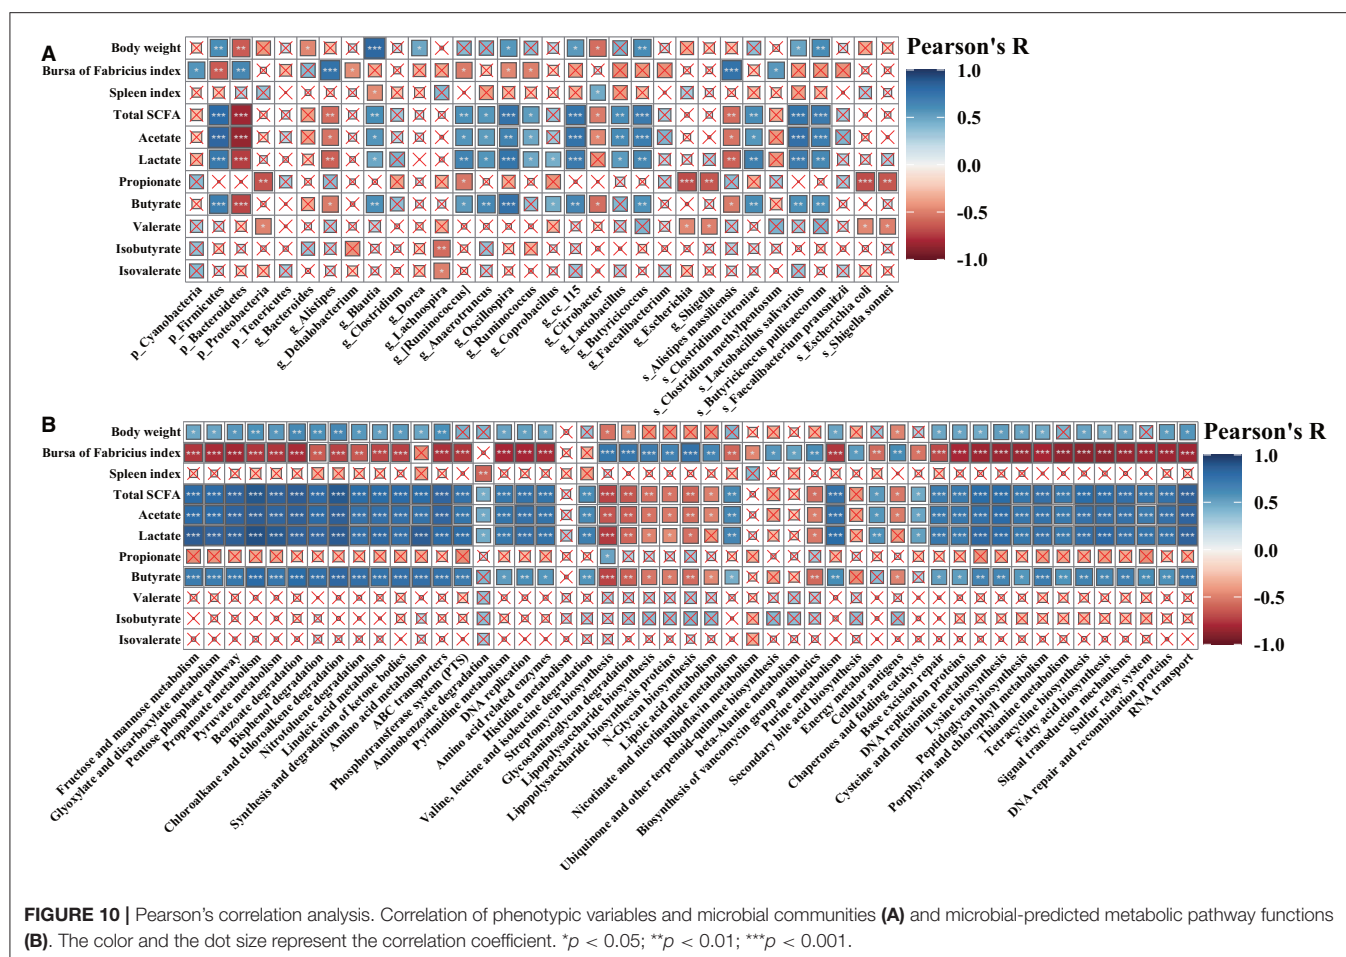 A
Pearson's R
Body weight
Bursa of Fabricius index
Spleen index
Total SCFA
Acetate
Lactate
Propionate
Butyrate
Valerate
Isobutyrate
Isovalerate
1.0
0.5
0.0
-0.5
-1.0
p_Cyanobacteria
p_Firmicutes
p_Bacteroidetes
p_Proteobacteria
p_Tenericutes
g_Bacteroides
g_Alistipes
g_Dehalobacterium
g_Blautia
g_Clostridium
g_Dorea
g_Lachnospira
g_[Ruminococcus]
g_Anaerotruncus
g_Oscillospira
g_Ruminococcus
g_Coprobacillus
g_cc_115
g_Citrobacter
g_Lactobacillus
g_Butyricicoccus
g_Faecalibacterium
g_Escherichia
g_Shigella
s_Alistipes massiliensis
s_Clostridium citroniae
s_Clostridium methylpentosum
s_Lactobacillus salivarius
s_Butyricicoccus pullicaecorum
s_Faecalibacterium prausnitzii
s_Escherichia coli
s_Shigella sonnei
B
Pearson's R
Body weight
Bursa of Fabricius index
Spleen index
Total SCFA
Acetate
Lactate
Propionate
Butyrate
Valerate
Isobutyrate
Isovalerate
1.0
0.5
0.0
-0.5
-1.0
Fructose and mannose metabolism
Glyoxylate and dicarboxylate metabolism
Pentose phosphate pathway
Propanoate metabolism
Pyruvate metabolism
Benzoate degradation
Bisphenol degradation
Chloroalkane and chloroalkene degradation
Nitrotoluene degradation
Linoleic acid metabolism
Synthesis and degradation of ketone bodies
Amino acid metabolism
ABC transporters
Phosphotransferase system (PTS)
Aminobenzoate degradation
Pyrimidine metabolism
DNA replication
Amino acid related enzymes
Histidine metabolism
Valine, leucine and isoleucine degradation
Streptomycin biosynthesis
Glycosaminoglycan degradation
Lipopolysaccharide biosynthesis
Lipopolysaccharide biosynthesis proteins
N-Glycan biosynthesis
Lipoic acid metabolism
Nicotinate and nicotinamide metabolism
Riboflavin metabolism
Ubiquinone and other terpenoid-quinone biosynthesis
beta-Alanine metabolism
Biosynthesis of vancomycin group antibiotics
Purine metabolism
Secondary bile acid biosynthesis
Energy metabolism
Cellular antigens
Chaperones and folding catalysts
Base excision repair
DNA replication proteins
Cysteine and methionine metabolism
Lysine biosynthesis
Peptidoglycan biosynthesis
Porphyrin and chlorophyll metabolism
Thiamine metabolism
Tetracycline biosynthesis
Fatty acid biosynthesis
Signal transduction mechanisms
Sulfur relay system
DNA repair and recombination proteins
RNA transport
FIGURE 10 | Pearson's correlation analysis. Correlation of phenotypic variables and microbial communities (A) and microbial-predicted metabolic pathway functions
(B). The color and the dot size represent the correlation coefficient. *p < 0.05; **p < 0.01; ***p < 0.001.